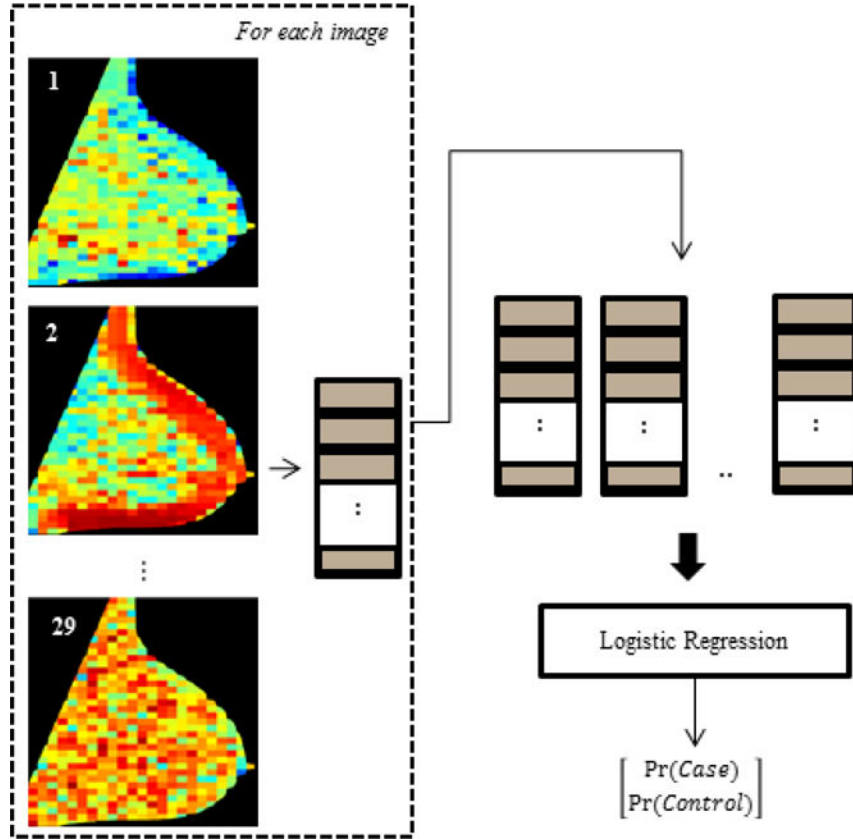 For each image
1
2
⋮
29
:
: : :
..
Logistic Regression
Pr(Case)
Pr(Control)